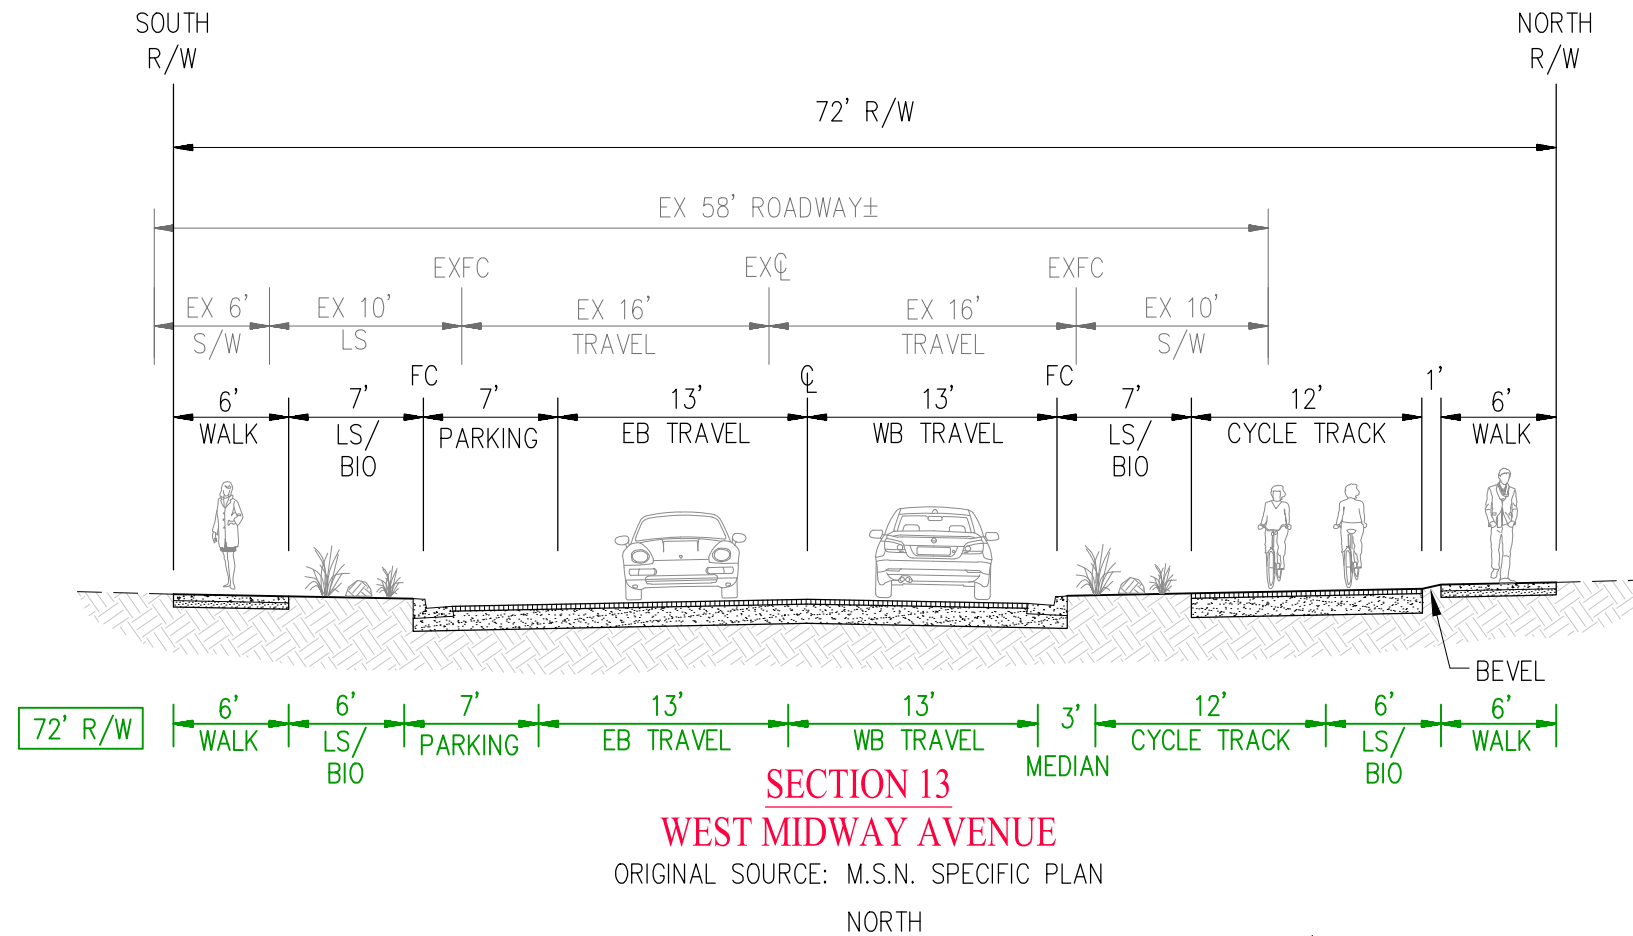 SOUTH
R/W
NORTH
R/W
72' R/W
EX 58' ROADWAY±
EXFC
EX℄
EXFC
EX 6'
S/W
EX 10'
LS
EX 16'
TRAVEL
EX 16'
TRAVEL
EX 10'
S/W
FC
℄
FC
6'
WALK
7'
LS/
BIO
7'
PARKING
13'
EB TRAVEL
13'
WB TRAVEL
7'
LS/
BIO
12'
CYCLE TRACK
1'
6'
WALK
BEVEL
72' R/W
6'
WALK
6'
LS/
BIO
7'
PARKING
13'
EB TRAVEL
13'
WB TRAVEL
3'
MEDIAN
12'
CYCLE TRACK
6'
LS/
BIO
6'
WALK
SECTION 13
WEST MIDWAY AVENUE
ORIGINAL SOURCE: M.S.N. SPECIFIC PLAN
NORTH